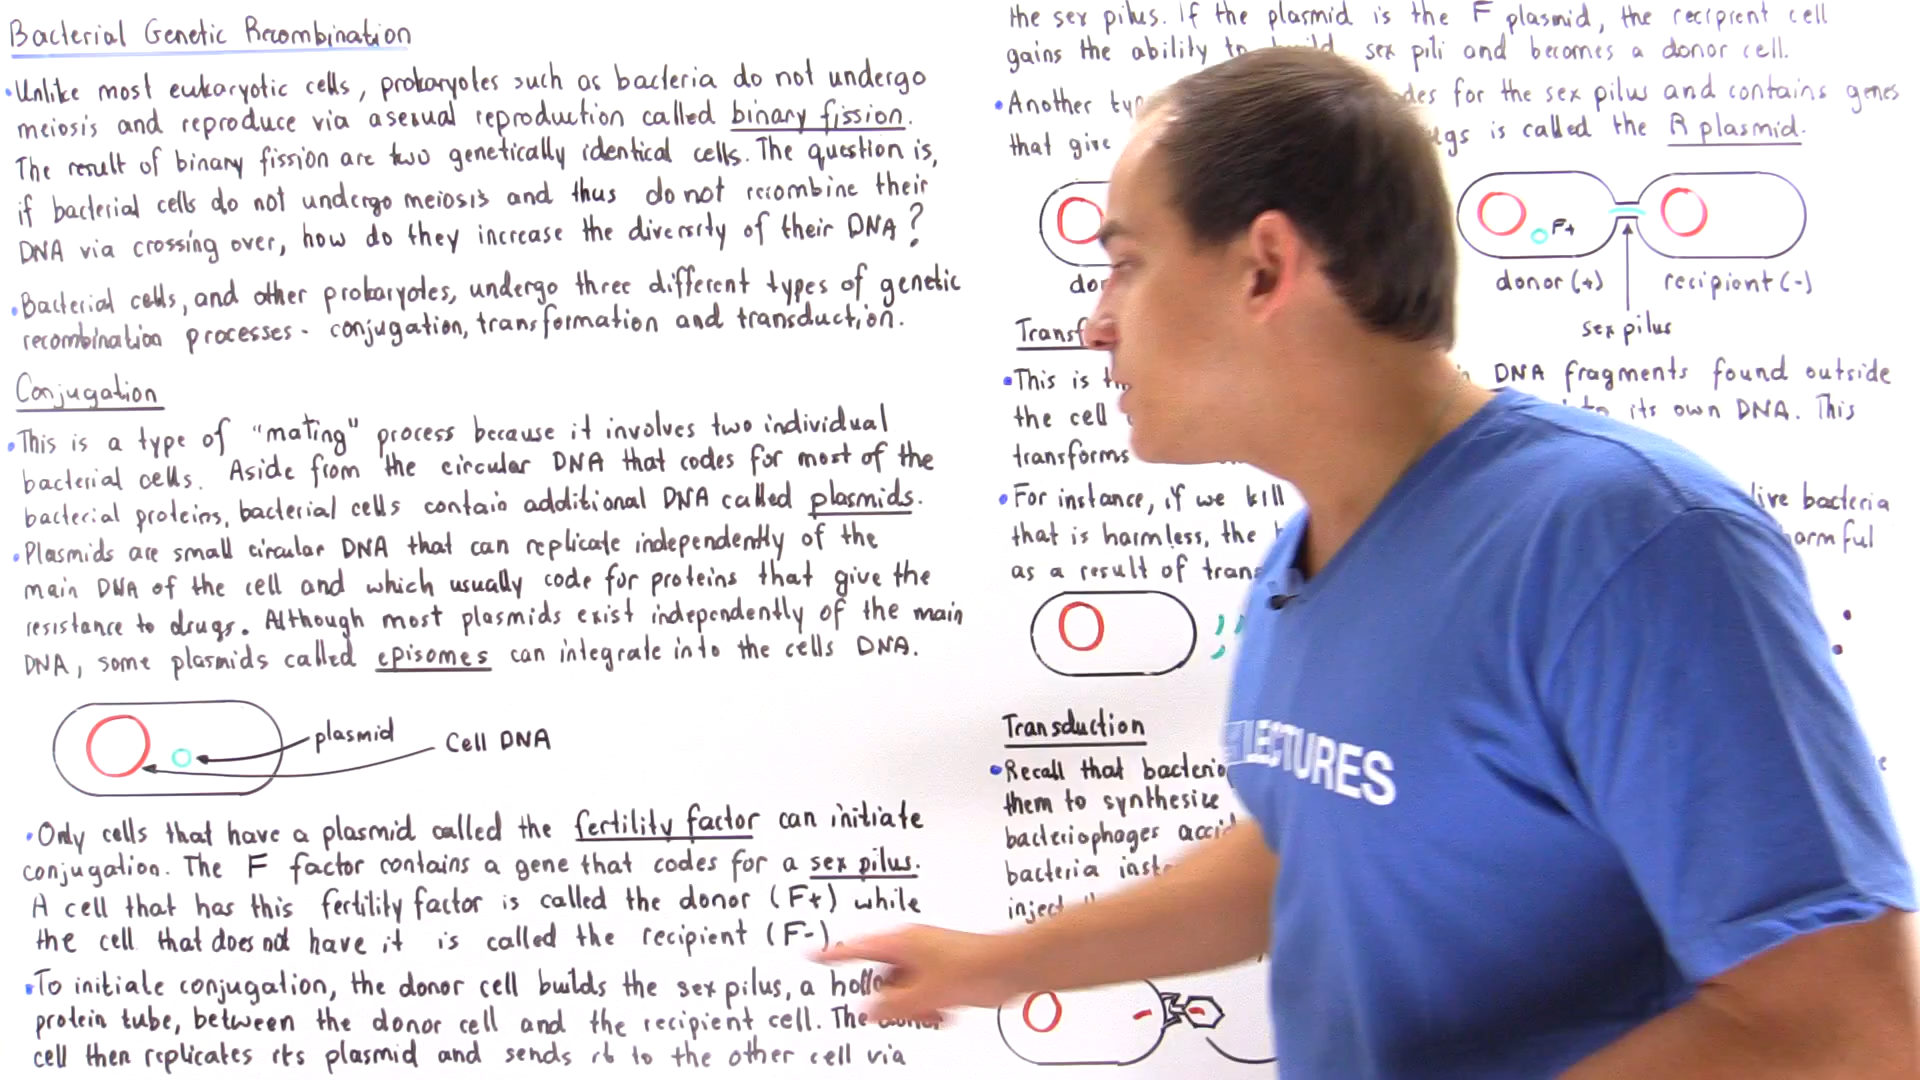 Bacterial Genetic Recombination
•Unlike most eukaryotic cells, prokaryotes such as bacteria do not undergo
meiosis and reproduce via asexual reproduction called binary fission.
The result of binary fission are two genetically identical cells. The question is,
if bacterial cells do not undergo meiosis and thus do not recombine their
DNA via crossing over, how do they increase the diversity of their DNA?
•Bacterial cells, and other prokaryotes, undergo three different types of genetic
recombination processes - conjugation, transformation and transduction.
Conjugation
•This is a type of "mating" process because it involves two individual
bacterial cells. Aside from the circular DNA that codes for most of the
bacterial proteins, bacterial cells contain additional DNA called plasmids.
•Plasmids are small circular DNA that can replicate independently of the
main DNA of the cell and which usually code for proteins that give the
resistance to drugs. Although most plasmids exist independently of the main
DNA, some plasmids called episomes can integrate into the cells DNA.
plasmid
Cell DNA
•Only cells that have a plasmid called the fertility factor can initiate
conjugation. The F factor contains a gene that codes for a sex pilus.
A cell that has this fertility factor is called the donor (F+) while
the cell that does not have it is called the recipient (F-).
•To initiate conjugation, the donor cell builds the sex pilus, a
protein tube, between the donor cell and the recipient cell. The
cell then replicates its plasmid and sends it to the other cell via
the sex pilus. If the plasmid is the F plasmid, the recipient cell
gains the ability to build sex pili and becomes a donor cell.
•Another for the sex pilus and contains genes
that give is called the R plasmid.
F+
donor (+)
recipient (-)
sex pilus
•This is DNA fragments found outside
the cell its own DNA. This
transforms
•For instance, if we kill live bacteria
that is harmless, the harmful
as a result of
Transduction
•Recall that
them to synthesize
bacteriophages
bacteria
LECTURES